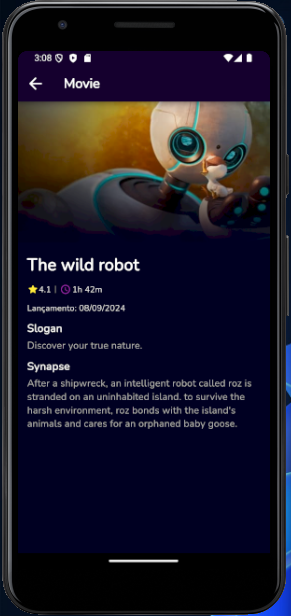 3:08
Movie
The wild robot
4.1 | 1h 42m
Lançamento: 08/09/2024
Slogan
Discover your true nature.
Synapse
After a shipwreck, an intelligent robot called roz is
stranded on an uninhabited island. to survive the
harsh environment, roz bonds with the island's
animals and cares for an orphaned baby goose.